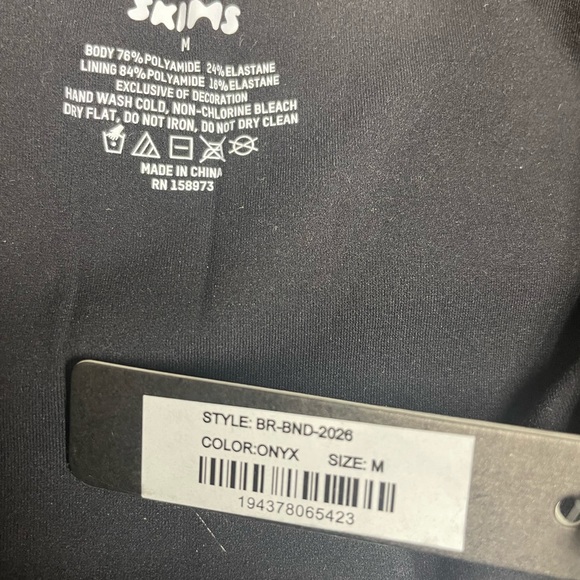 SKIMS
M
BODY 76% POLYAMIDE 24% ELASTANE
LINING 84% POLYAMIDE 16% ELASTANE
EXCLUSIVE OF DECORATION
HAND WASH COLD, NON-CHLORINE BLEACH
DRY FLAT, DO NOT IRON, DO NOT DRY CLEAN
MADE IN CHINA
RN 158973
STYLE: BR-BND-2026
COLOR:ONYX SIZE: M
194378065423